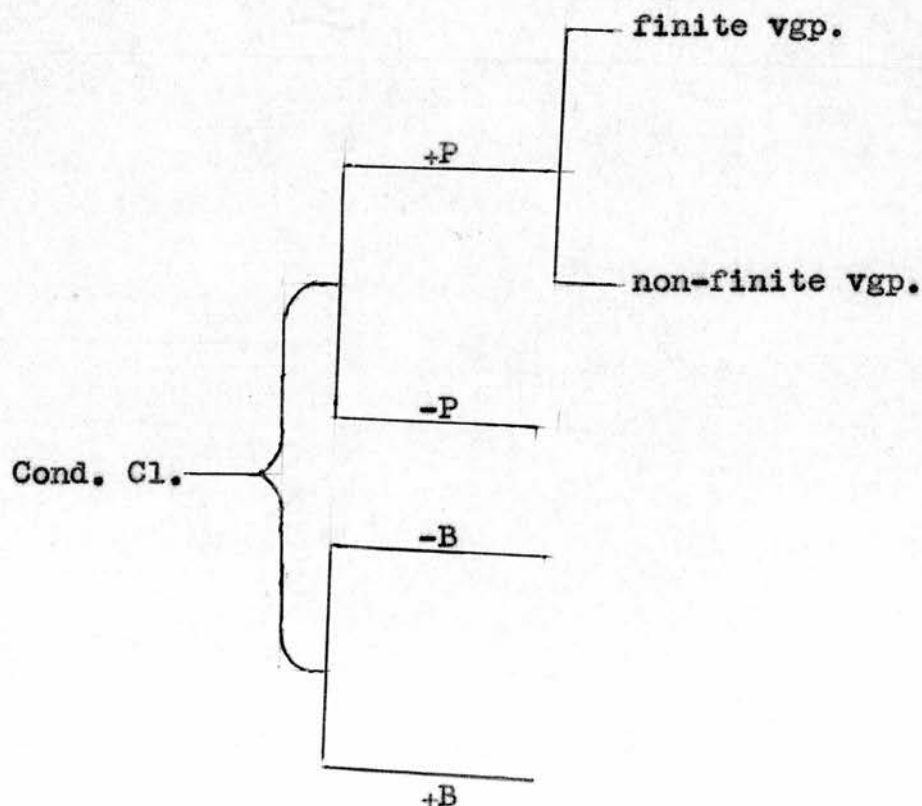 finite vgp.
+P
non-finite vgp.
-P
Cond. Cl.
-B
+B